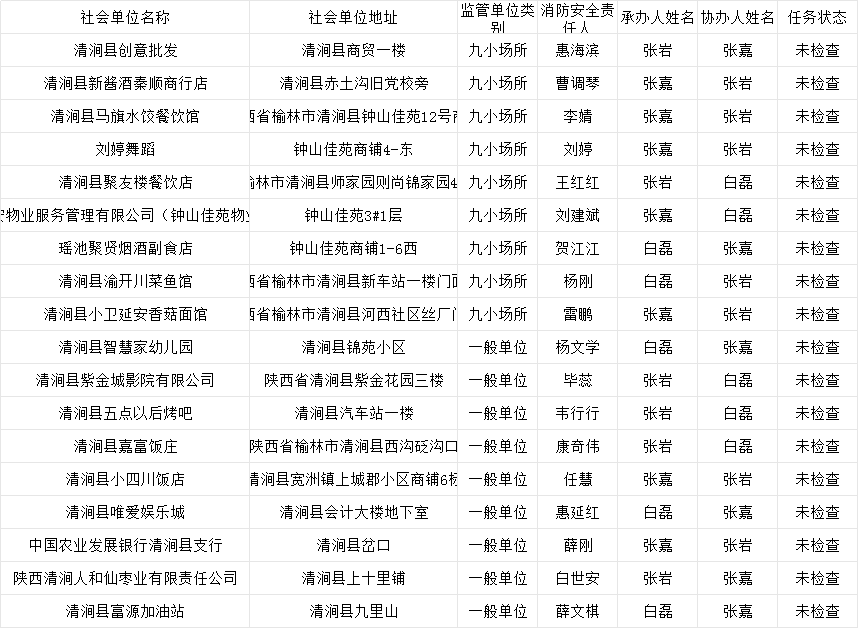 社会单位名称 社会单位地址 监管单位类别 消防安全责任人 承办人姓名 协办人姓名 任务状态
清涧县创意批发 清涧县商贸一楼 九小场所 惠海滨 张岩 张嘉 未检查
清涧县新酱酒秦顺商行店 清涧县赤土沟旧党校旁 九小场所 曹调琴 张嘉 张岩 未检查
清涧县马旗水饺餐饮馆 西省榆林市清涧县钟山佳苑12号商 九小场所 李婧 张嘉 张岩 未检查
刘婷舞蹈 钟山佳苑商铺4-东 九小场所 刘婷 张嘉 张岩 未检查
清涧县聚友楼餐饮店 榆林市清涧县师家园则尚锦家园4 九小场所 王红红 张岩 白磊 未检查
物业服务管理有限公司（钟山佳苑物业 钟山佳苑3#1层 九小场所 刘建斌 张嘉 白磊 未检查
瑶池聚贤烟酒副食店 钟山佳苑商铺1-6西 九小场所 贺江江 白磊 张嘉 未检查
清涧县渝开川菜鱼馆 西省榆林市清涧县新车站一楼门面 九小场所 杨刚 白磊 张岩 未检查
清涧县小卫延安香菇面馆 西省榆林市清涧县河西社区丝厂门 九小场所 雷鹏 张嘉 张岩 未检查
清涧县智慧家幼儿园 清涧县锦苑小区 一般单位 杨文学 白磊 张嘉 未检查
清涧县紫金城影院有限公司 陕西省清涧县紫金花园三楼 一般单位 毕蕊 张岩 白磊 未检查
清涧县五点以后烤吧 清涧县汽车站一楼 一般单位 韦行行 张岩 白磊 未检查
清涧县嘉富饭庄 陕西省榆林市清涧县西沟砭沟口 一般单位 康奇伟 张岩 白磊 未检查
清涧县小四川饭店 清涧县宽洲镇上城郡小区商铺6栋 一般单位 任慧 张嘉 张岩 未检查
清涧县唯爱娱乐城 清涧县会计大楼地下室 一般单位 惠延红 白磊 张嘉 未检查
中国农业发展银行清涧县支行 清涧县岔口 一般单位 薛刚 张嘉 张岩 未检查
陕西清涧人和仙枣业有限责任公司 清涧县上十里铺 一般单位 白世安 张岩 张嘉 未检查
清涧县富源加油站 清涧县九里山 一般单位 薛文棋 白磊 张嘉 未检查